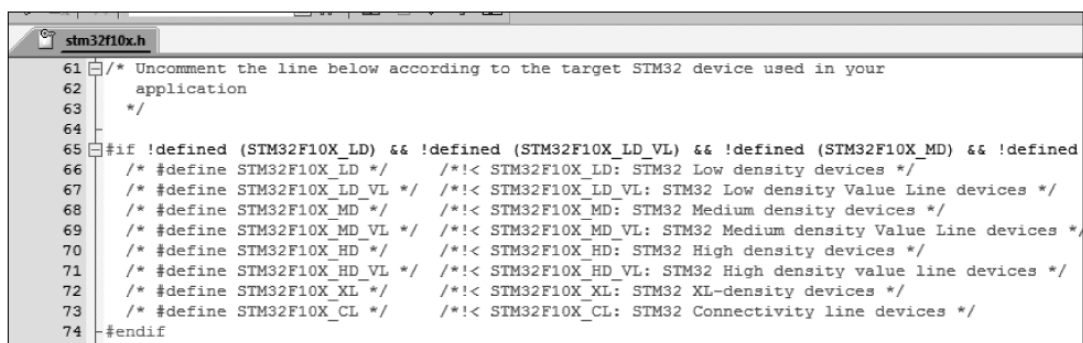 stm32f10x.h
61 /* Uncomment the line below according to the target STM32 device used in your
62 application
63 */
64
65 #if !defined (STM32F10X_LD) && !defined (STM32F10X_LD_VL) && !defined (STM32F10X_MD) && !defined
66 /* #define STM32F10X_LD */ /*!< STM32F10X_LD: STM32 Low density devices */
67 /* #define STM32F10X_LD_VL */ /*!< STM32F10X_LD_VL: STM32 Low density Value Line devices */
68 /* #define STM32F10X_MD */ /*!< STM32F10X_MD: STM32 Medium density devices */
69 /* #define STM32F10X_MD_VL */ /*!< STM32F10X_MD_VL: STM32 Medium density Value Line devices */
70 /* #define STM32F10X_HD */ /*!< STM32F10X_HD: STM32 High density devices */
71 /* #define STM32F10X_HD_VL */ /*!< STM32F10X_HD_VL: STM32 High density value line devices */
72 /* #define STM32F10X_XL */ /*!< STM32F10X_XL: STM32 XL-density devices */
73 /* #define STM32F10X_CL */ /*!< STM32F10X_CL: STM32 Connectivity line devices */
74 #endif